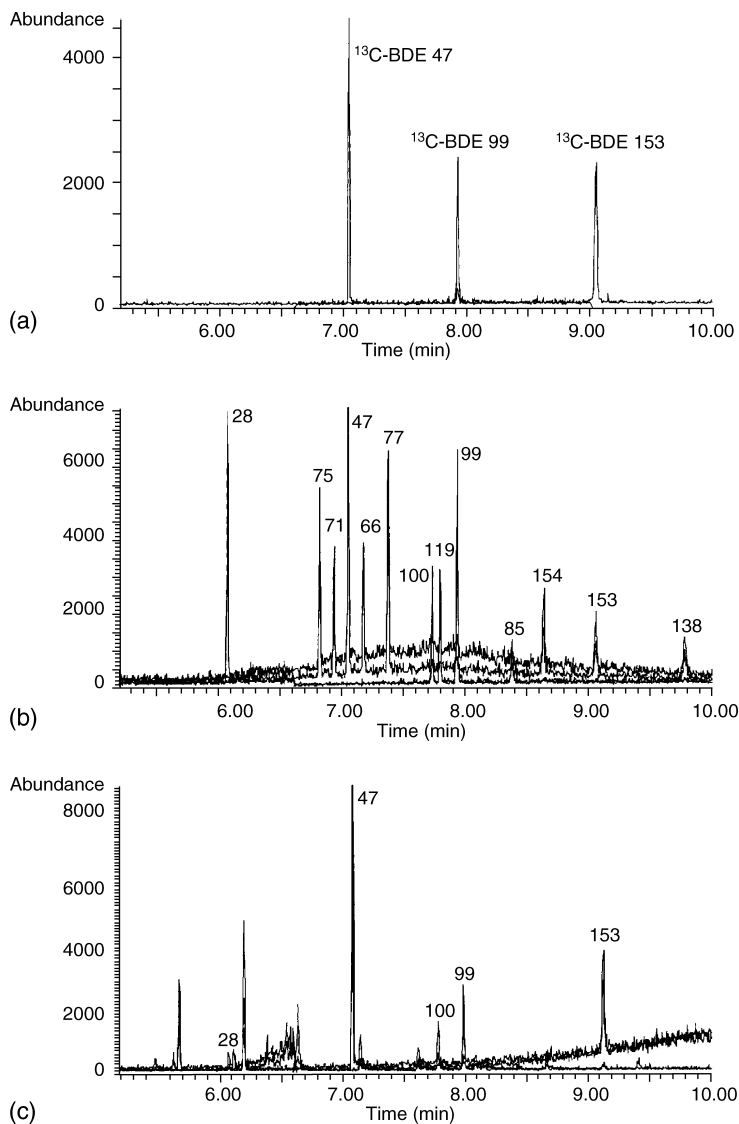 Abundance
4000
¹³C-BDE 47
¹³C-BDE 99
¹³C-BDE 153
2000
0
(a)
6.00 7.00 8.00 9.00 10.00
Time (min)
Abundance
28
47
77
6000
99
75
71
66
4000
100
119
154
2000
85
153
138
0
(b)
6.00 7.00 8.00 9.00 10.00
Time (min)
Abundance
8000
47
6000
4000
153
99
2000
28
100
0
6.00 7.00 8.00 9.00 10.00
(c)
Time (min)